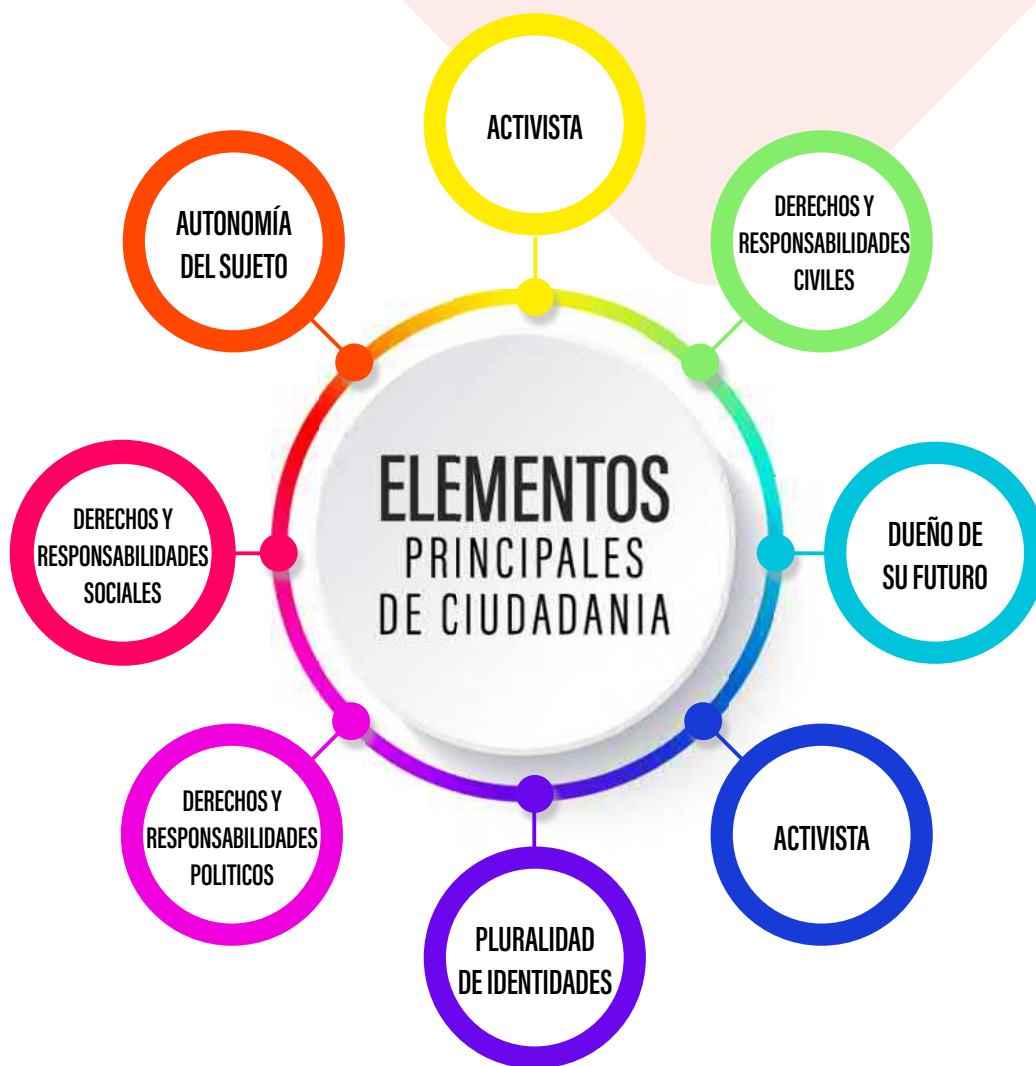 ACTIVISTA
DERECHOS Y
RESPONSABILIDADES
CIVILES
DUEÑO DE
SU FUTURO
ACTIVISTA
PLURALIDAD
DE IDENTIDADES
DERECHOS Y
RESPONSABILIDADES
POLITICOS
DERECHOS Y
RESPONSABILIDADES
SOCIALES
AUTONOMÍA
DEL SUJETO
ELEMENTOS
PRINCIPALES
DE CIUDADANIA